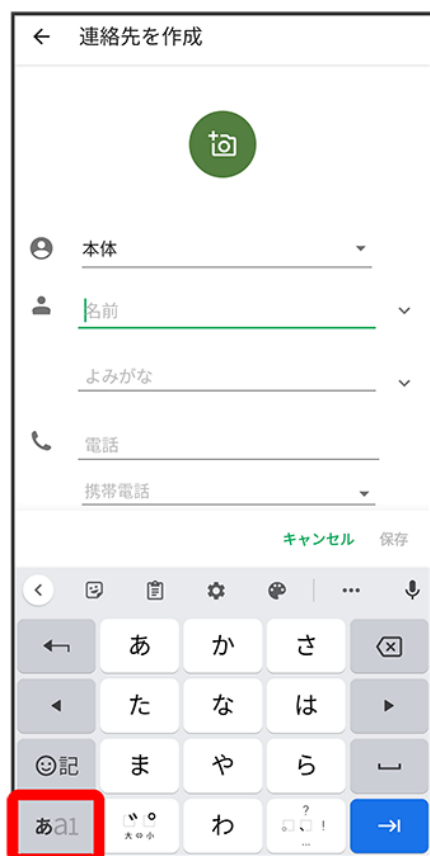 連絡先を作成
本体
名前
よみがな
電話
携帯電話
キャンセル 保存
あ か さ
た な は
記 ま や ら
あa1 大⇔小 わ 、 ? !